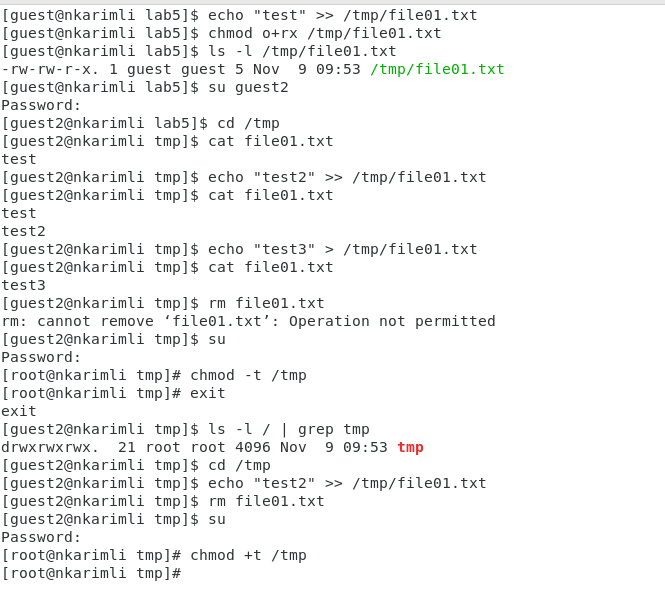 [guest@nkarimli lab5]$ echo "test" >> /tmp/file01.txt
[guest@nkarimli lab5]$ chmod o+rx /tmp/file01.txt
[guest@nkarimli lab5]$ ls -l /tmp/file01.txt
-rw-rw-r-x. 1 guest guest 5 Nov  9 09:53 /tmp/file01.txt
[guest@nkarimli lab5]$ su guest2
Password:
[guest2@nkarimli lab5]$ cd /tmp
[guest2@nkarimli tmp]$ cat file01.txt
test
[guest2@nkarimli tmp]$ echo "test2" >> /tmp/file01.txt
[guest2@nkarimli tmp]$ cat file01.txt
test
test2
[guest2@nkarimli tmp]$ echo "test3" > /tmp/file01.txt
[guest2@nkarimli tmp]$ cat file01.txt
test3
[guest2@nkarimli tmp]$ rm file01.txt
rm: cannot remove ‘file01.txt’: Operation not permitted
[guest2@nkarimli tmp]$ su
Password:
[root@nkarimli tmp]# chmod -t /tmp
[root@nkarimli tmp]# exit
exit
[guest2@nkarimli tmp]$ ls -l / | grep tmp
drwxrwxrwx.  21 root root 4096 Nov  9 09:53 tmp
[guest2@nkarimli tmp]$ cd /tmp
[guest2@nkarimli tmp]$ echo "test2" >> /tmp/file01.txt
[guest2@nkarimli tmp]$ rm file01.txt
[guest2@nkarimli tmp]$ su
Password:
[root@nkarimli tmp]# chmod +t /tmp
[root@nkarimli tmp]#